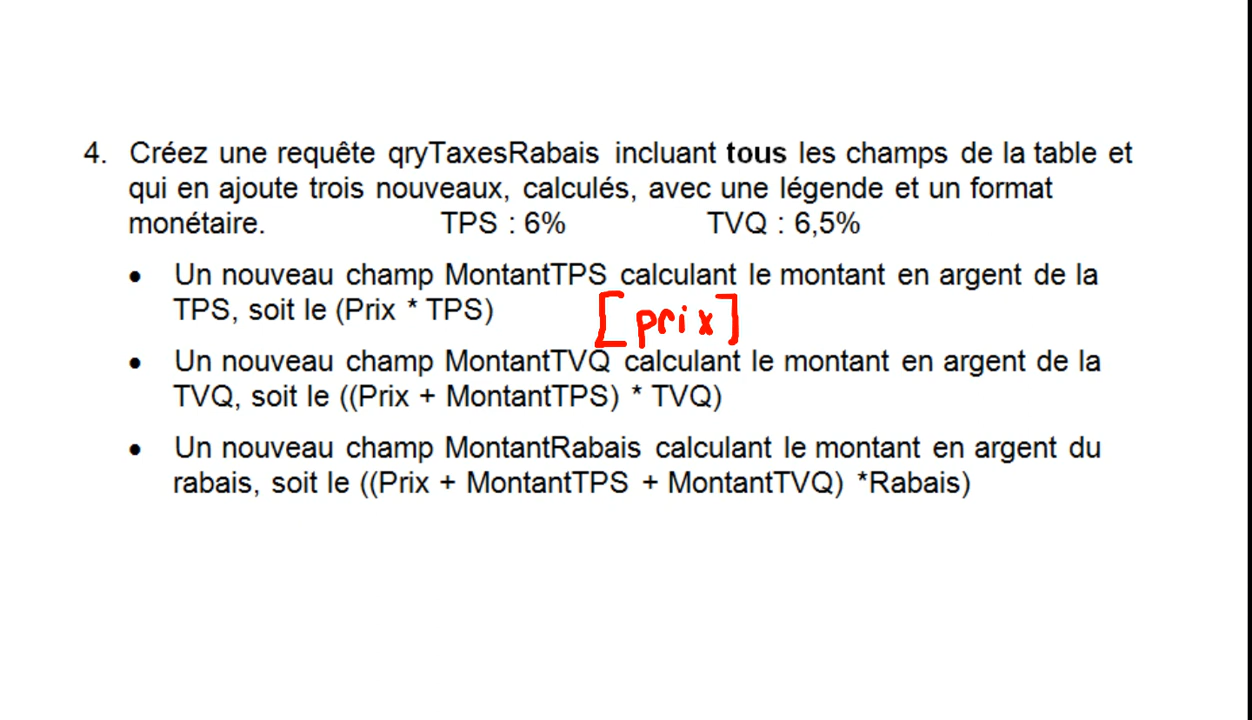 4. Créez une requête qryTaxesRabais incluant tous les champs de la table et
qui en ajoute trois nouveaux, calculés, avec une légende et un format
monétaire. TPS : 6% TVQ : 6,5%
• Un nouveau champ MontantTPS calculant le montant en argent de la
TPS, soit le (Prix * TPS)
[prix]
• Un nouveau champ MontantTVQ calculant le montant en argent de la
TVQ, soit le ((Prix + MontantTPS) * TVQ)
• Un nouveau champ MontantRabais calculant le montant en argent du
rabais, soit le ((Prix + MontantTPS + MontantTVQ) *Rabais)